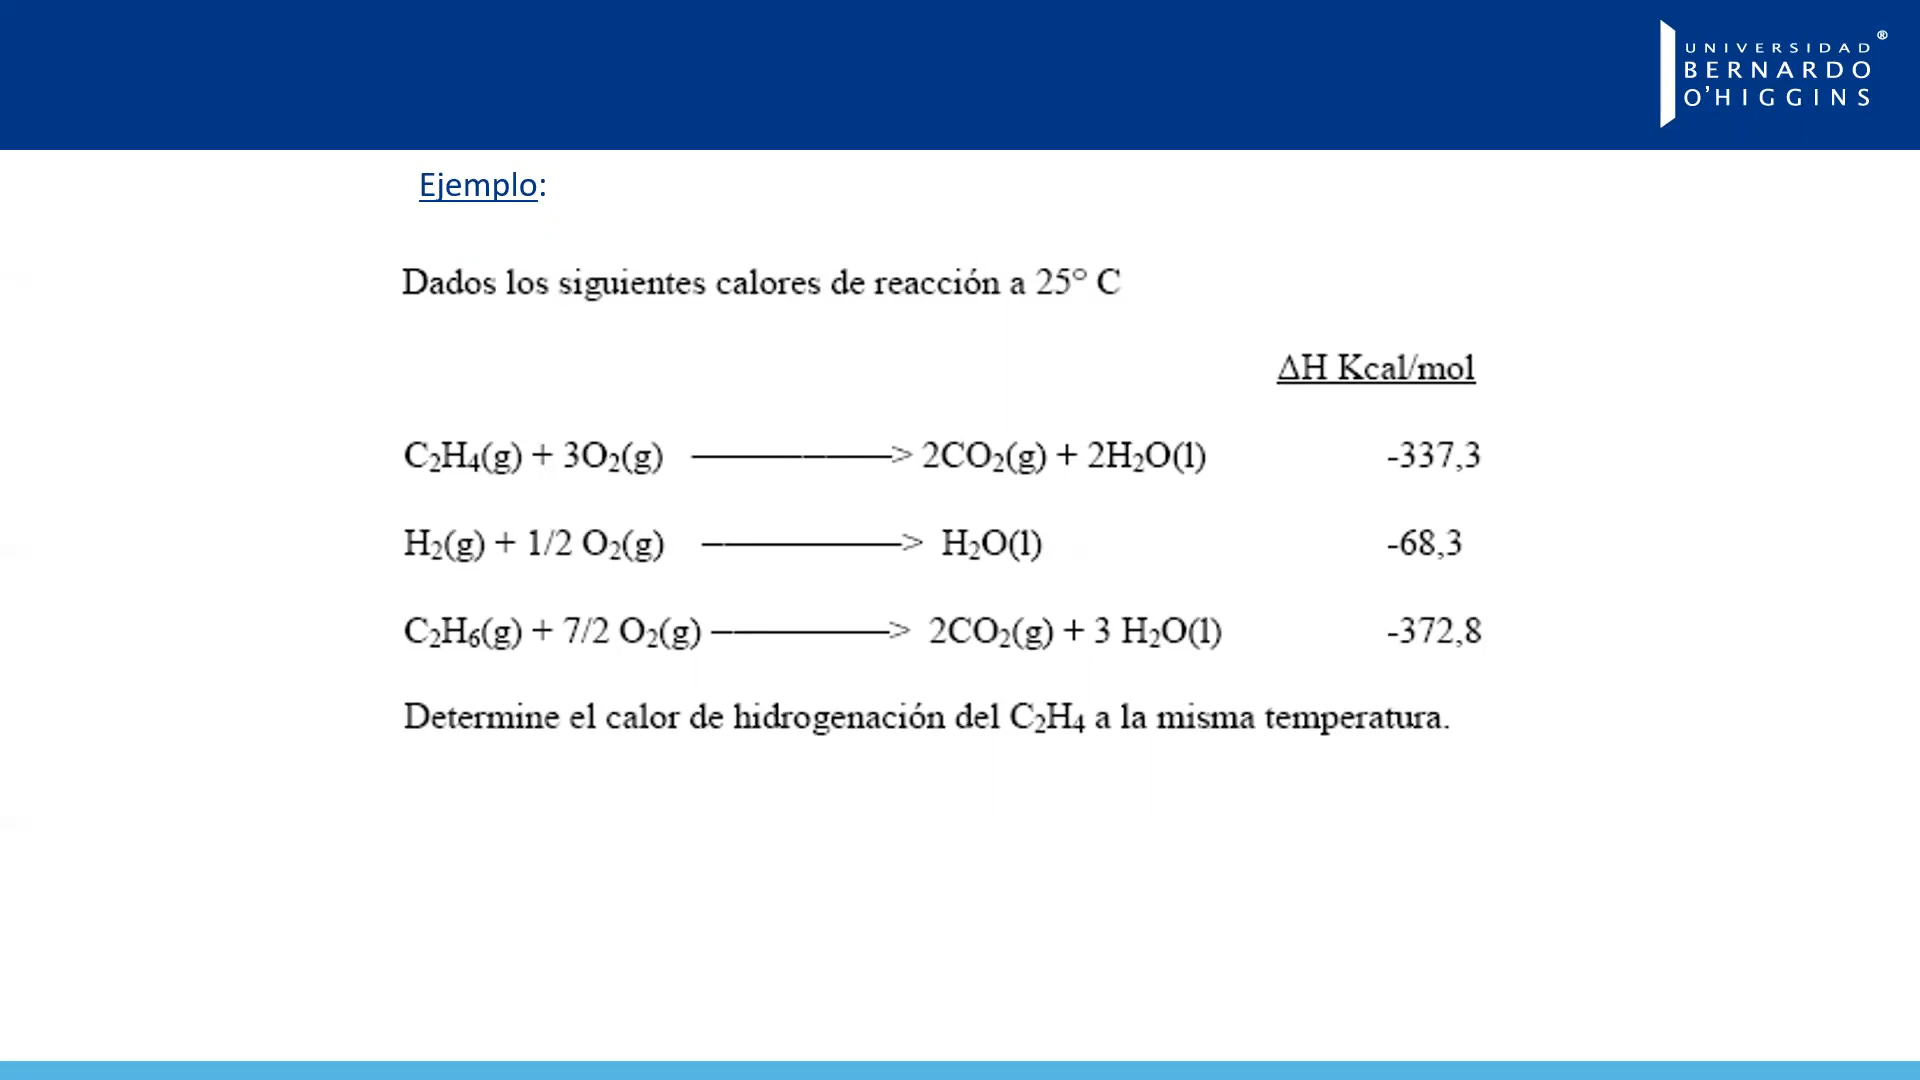 UNIVERSIDAD®
BERNARDO
O'HIGGINS
Ejemplo:
Dados los siguientes calores de reacción a 25° C
ΔH Kcal/mol
C₂H₄(g) + 3O₂(g) ————————> 2CO₂(g) + 2H₂O(l) -337,3
H₂(g) + 1/2 O₂(g) ————————> H₂O(l) -68,3
C₂H₆(g) + 7/2 O₂(g) ————————> 2CO₂(g) + 3 H₂O(l) -372,8
Determine el calor de hidrogenación del C₂H₄ a la misma temperatura.